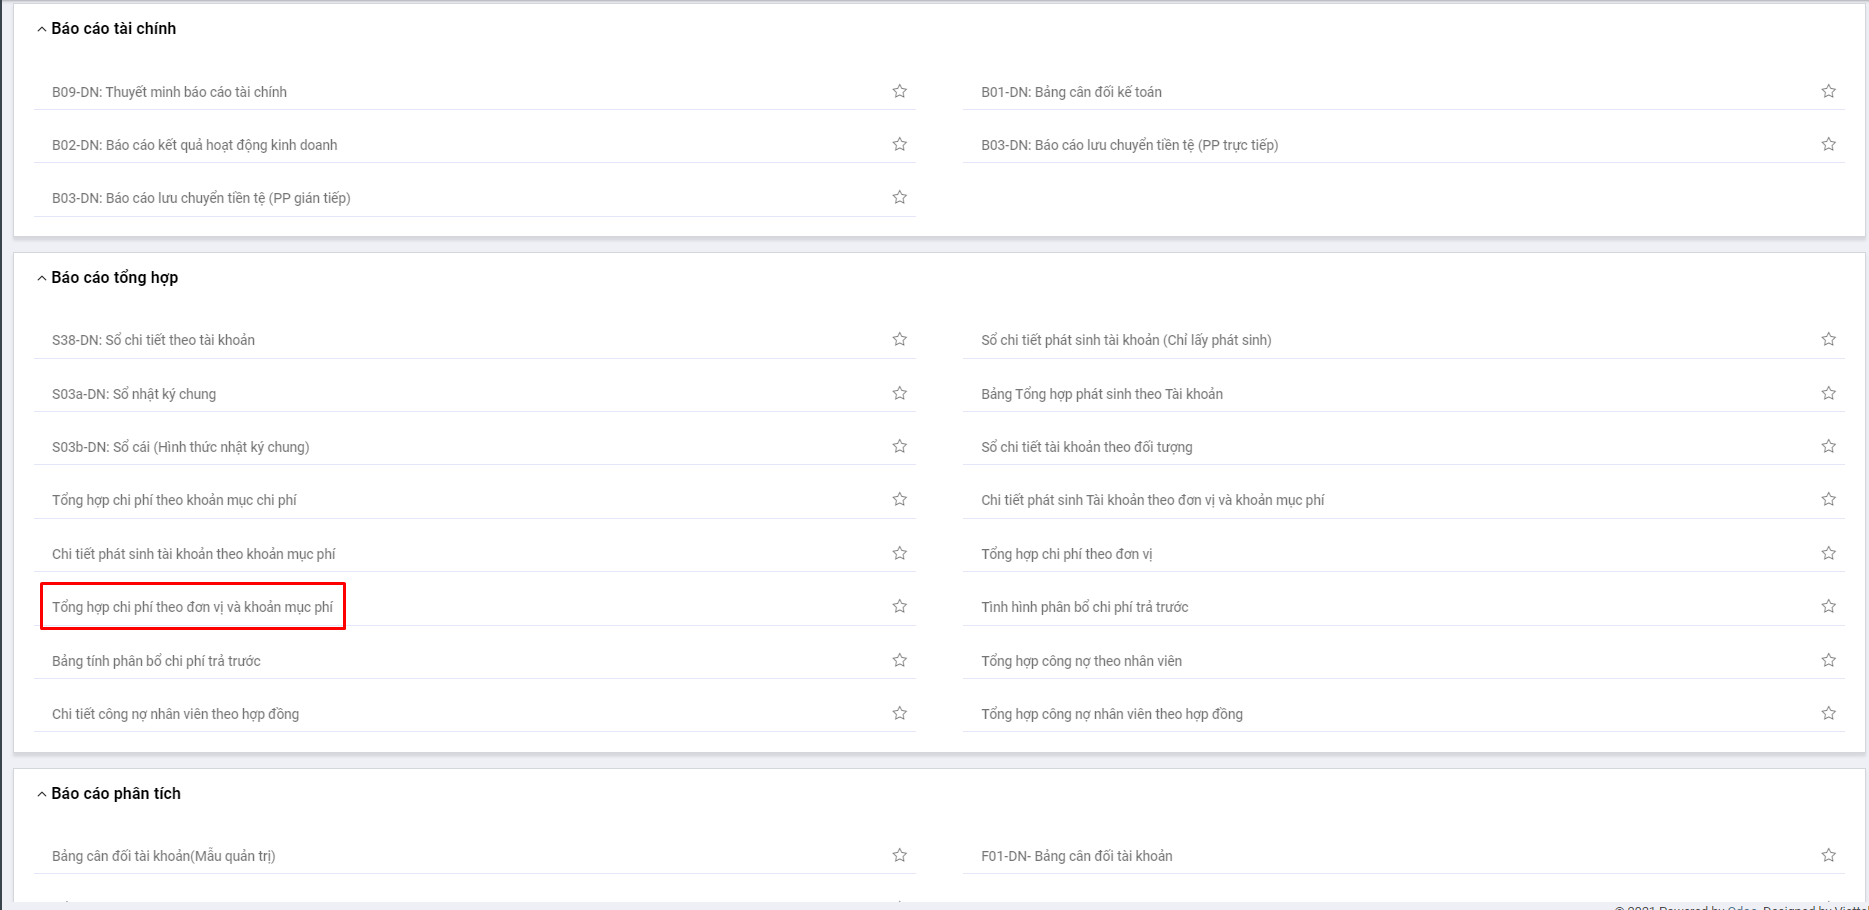 Báo cáo tài chính
B09-DN: Thuyết minh báo cáo tài chính
B01-DN: Bảng cân đối kế toán
B02-DN: Báo cáo kết quả hoạt động kinh doanh
B03-DN: Báo cáo lưu chuyển tiền tệ (PP trực tiếp)
B03-DN: Báo cáo lưu chuyển tiền tệ (PP gián tiếp)
Báo cáo tổng hợp
S38-DN: Sổ chi tiết theo tài khoản
Sổ chi tiết phát sinh tài khoản (Chỉ lấy phát sinh)
S03a-DN: Sổ nhật ký chung
Bảng Tổng hợp phát sinh theo Tài khoản
S03b-DN: Sổ cái (Hình thức nhật ký chung)
Sổ chi tiết tài khoản theo đối tượng
Tổng hợp chi phí theo khoản mục chi phí
Chi tiết phát sinh Tài khoản theo đơn vị và khoản mục phí
Chi tiết phát sinh tài khoản theo khoản mục phí
Tổng hợp chi phí theo đơn vị
Tổng hợp chi phí theo đơn vị và khoản mục phí
Tình hình phân bổ chi phí trả trước
Bảng tính phân bổ chi phí trả trước
Tổng hợp công nợ theo nhân viên
Chi tiết công nợ nhân viên theo hợp đồng
Tổng hợp công nợ nhân viên theo hợp đồng
Báo cáo phân tích
Bảng cân đối tài khoản(Mẫu quản trị)
F01-DN- Bảng cân đối tài khoản
© 2021 Powered by Odoo. Designed by